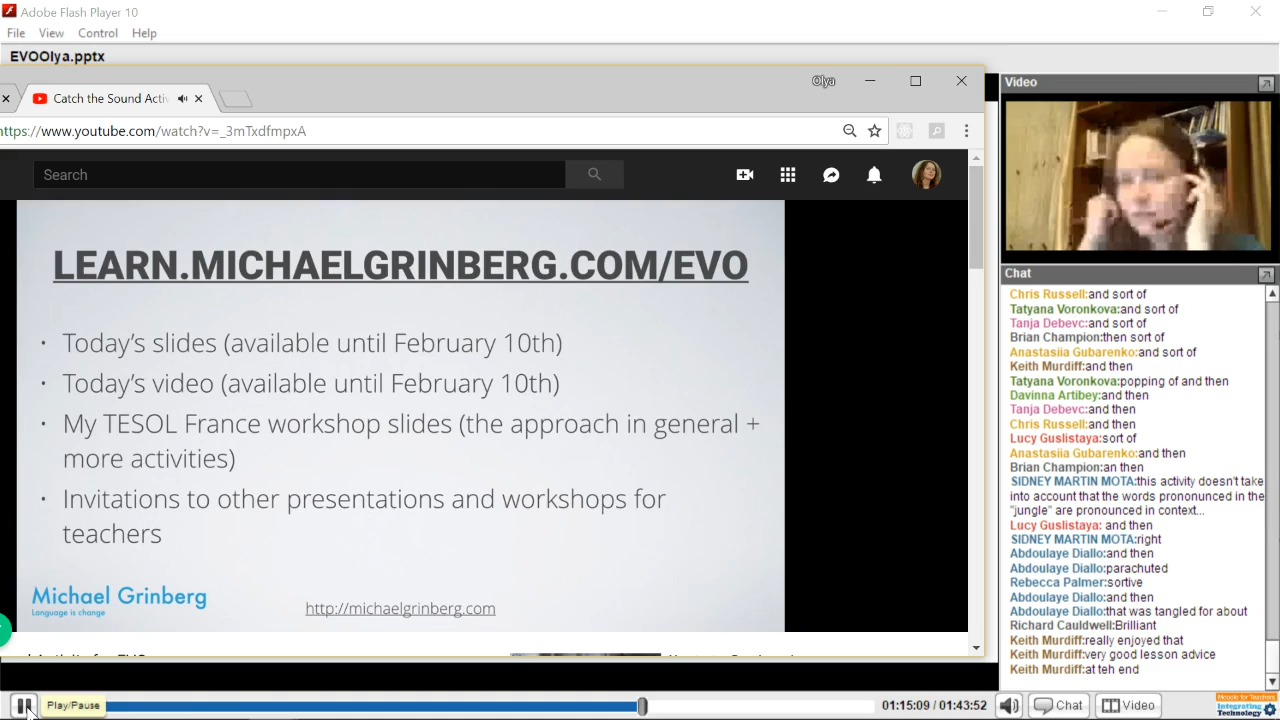 Adobe Flash Player 10
File View Control Help
EVOOlya.pptx
Olya
Catch the Sound Activ
https://www.youtube.com/watch?v=_3mTxdfmpxA
Search
LEARN.MICHAELGRINBERG.COM/EVO
• Today's slides (available until February 10th)
• Today's video (available until February 10th)
• My TESOL France workshop slides (the approach in general +
more activities)
• Invitations to other presentations and workshops for
teachers
Michael Grinberg
Language is change
http://michaelgrinberg.com
Video
Chat
Chris Russell:and sort of
Tatyana Voronkova:and sort of
Tanja Debevc:and sort of
Brian Champion:then sort of
Anastasiia Gubarenko:and sort of
Keith Murdiff:and then
Tatyana Voronkova:popping of and then
Davinna Artibey:and then
Tanja Debevc:and then
Chris Russell:and then
Lucy Guslistaya:sort of
Anastasiia Gubarenko:and then
Brian Champion:an then
SIDNEY MARTIN MOTA:this activity doesn't take
into account that the words prononunced in the
"jungle" are pronounced in context...
Lucy Guslistaya: and then
SIDNEY MARTIN MOTA:right
Abdoulaye Diallo:and then
Abdoulaye Diallo:parachuted
Rebecca Palmer:sortive
Abdoulaye Diallo:and then
Abdoulaye Diallo:that was tangled for about
Richard Cauldwell:Brilliant
Keith Murdiff:really enjoyed that
Keith Murdiff:very good lesson advice
Keith Murdiff:at teh end
Play/Pause
01:15:09 / 01:43:52
Chat
Video
Moodle for Teachers
Integrating
Technology